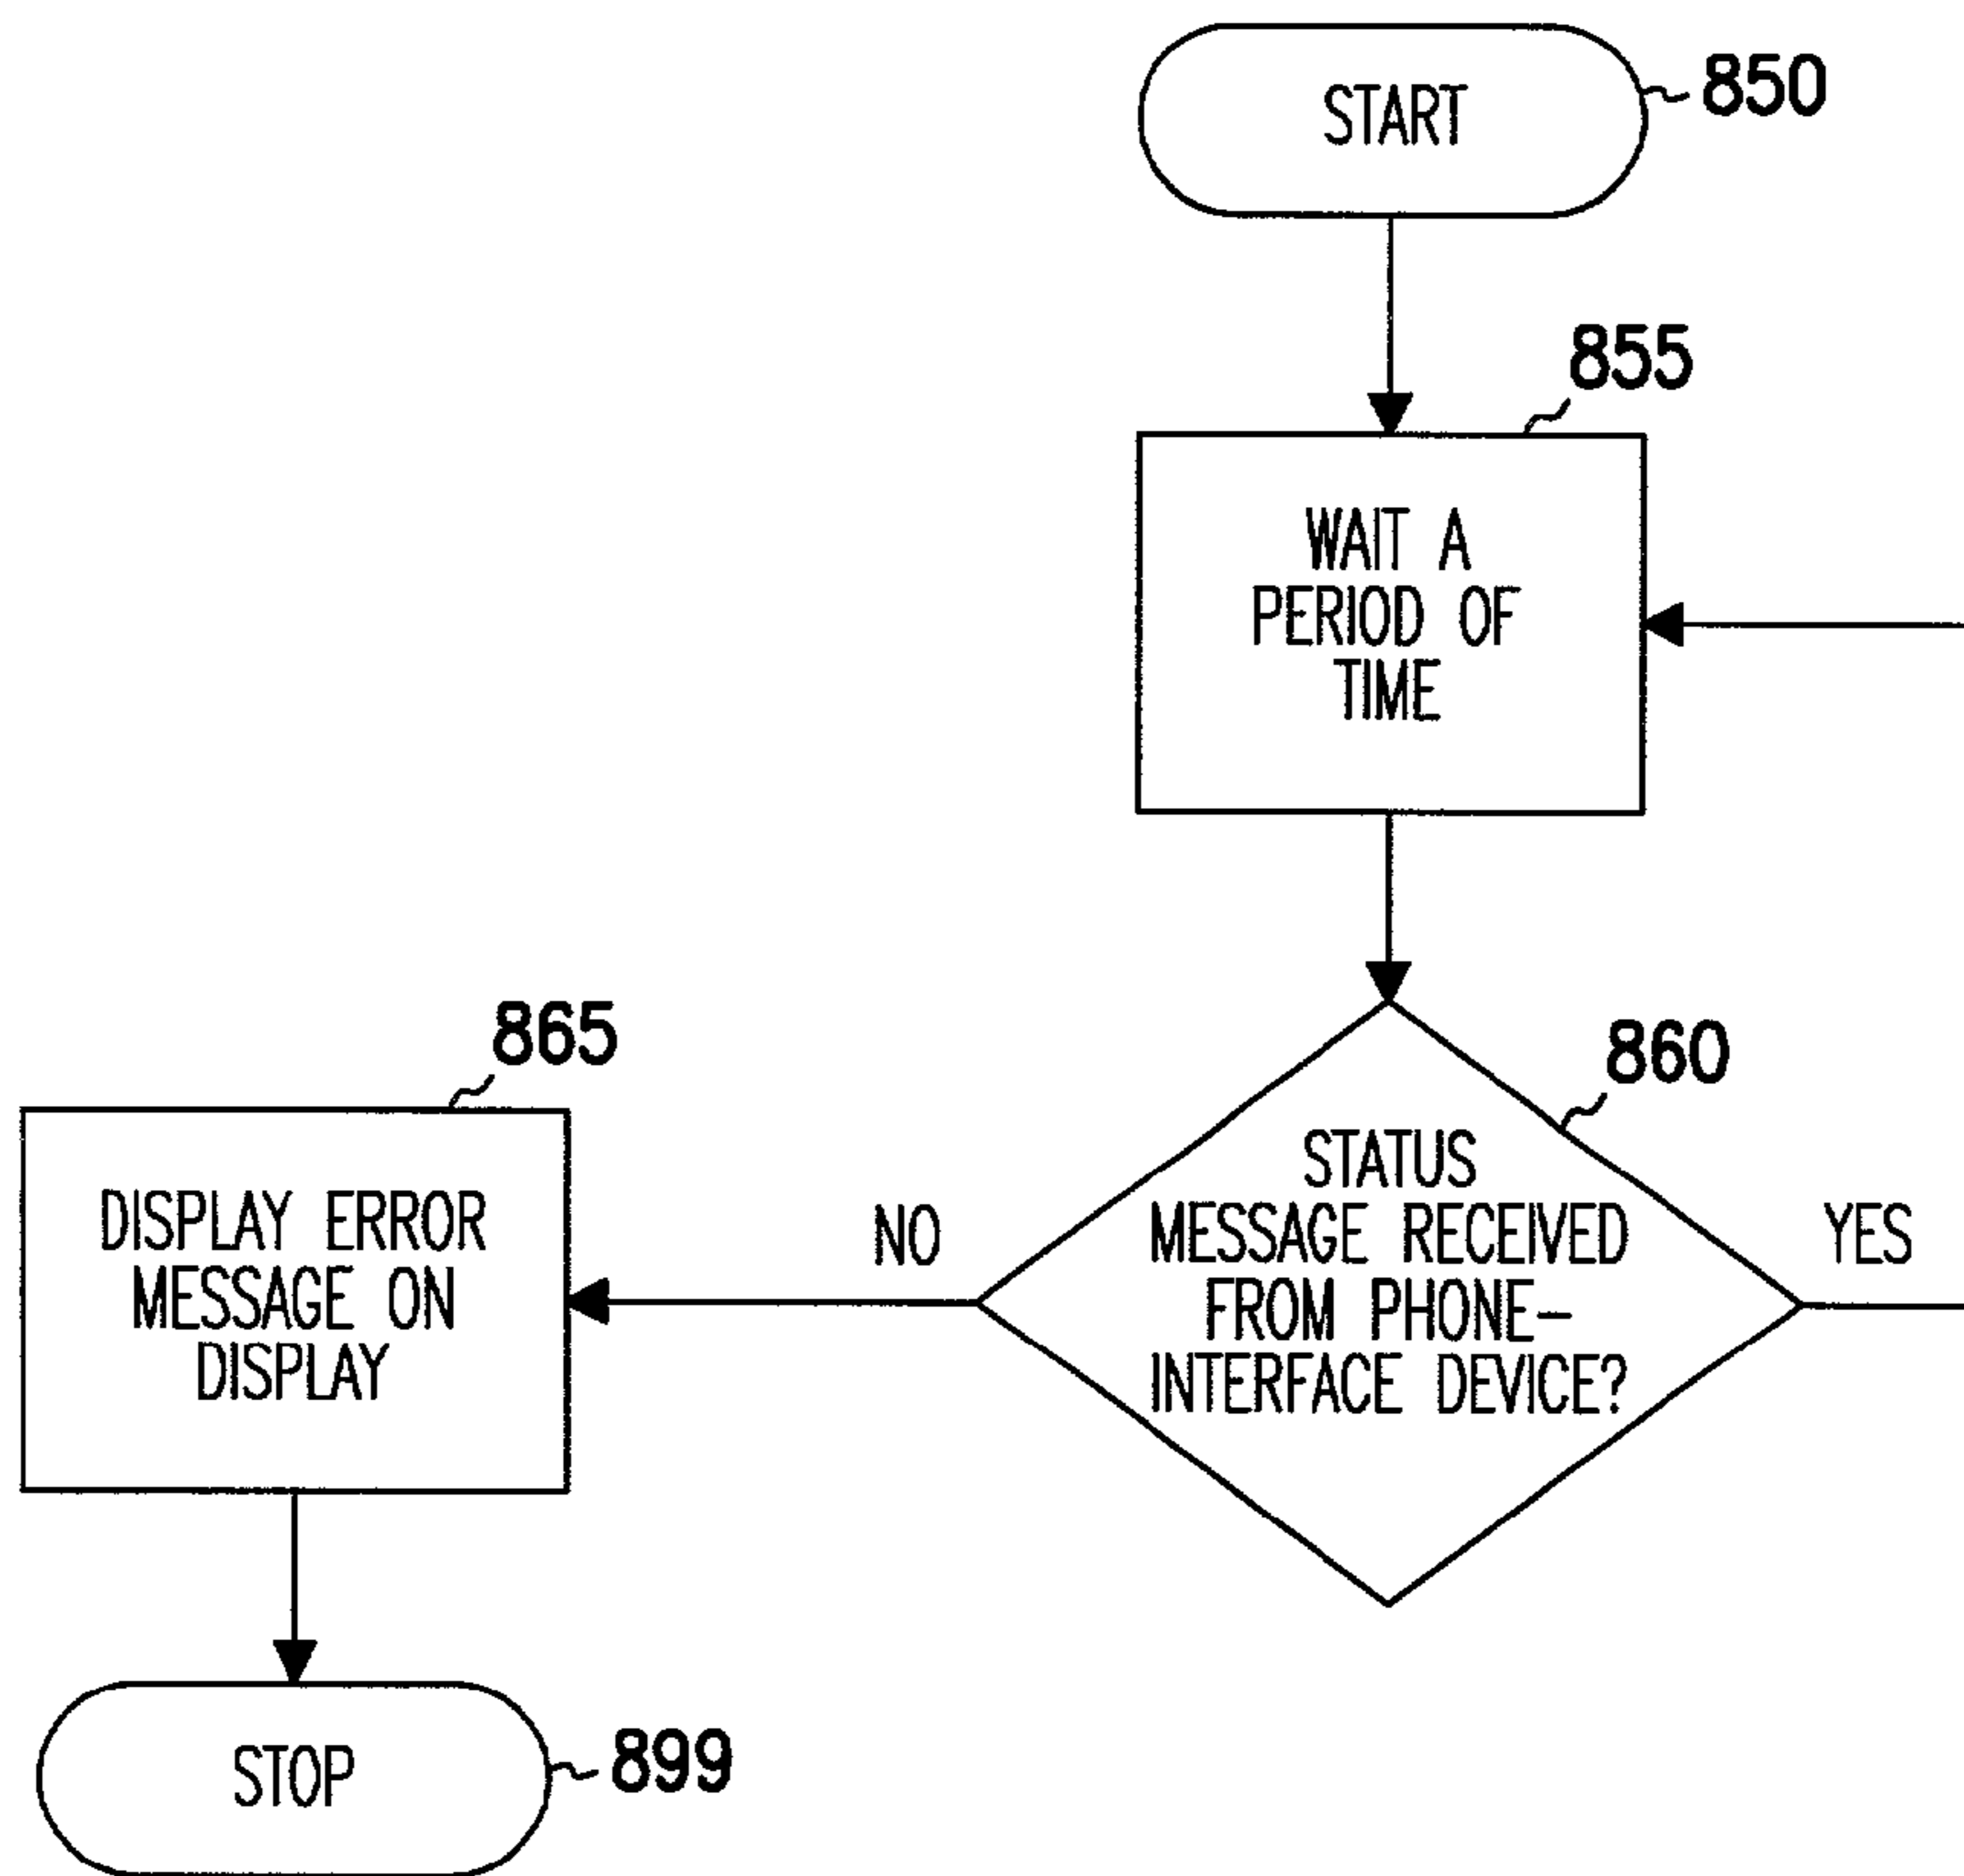 START
850
855
WAIT A
PERIOD OF
TIME
860
STATUS
MESSAGE RECEIVED
FROM PHONE-
INTERFACE DEVICE?
YES
NO
865
DISPLAY ERROR
MESSAGE ON
DISPLAY
STOP
899